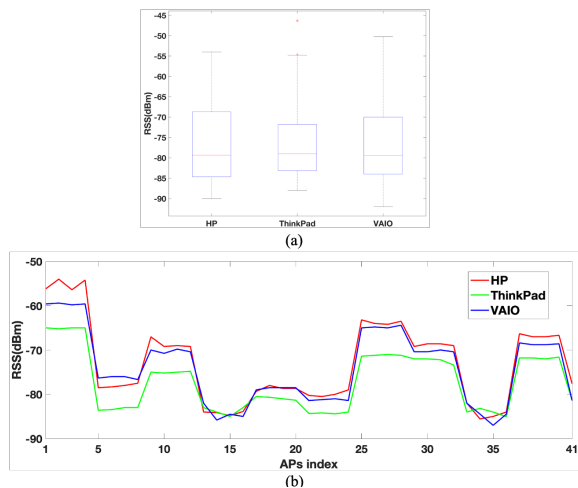 -45
-50
-55
-60
-65
-70
-75
-80
-85
-90
RSS(dBm)
HP ThinkPad VAIO
(a)
-50
-60
-70
-80
-90
RSS(dBm)
HP
ThinkPad
VAIO
1 5 10 15 20 25 30 35 41
APs index
(b)